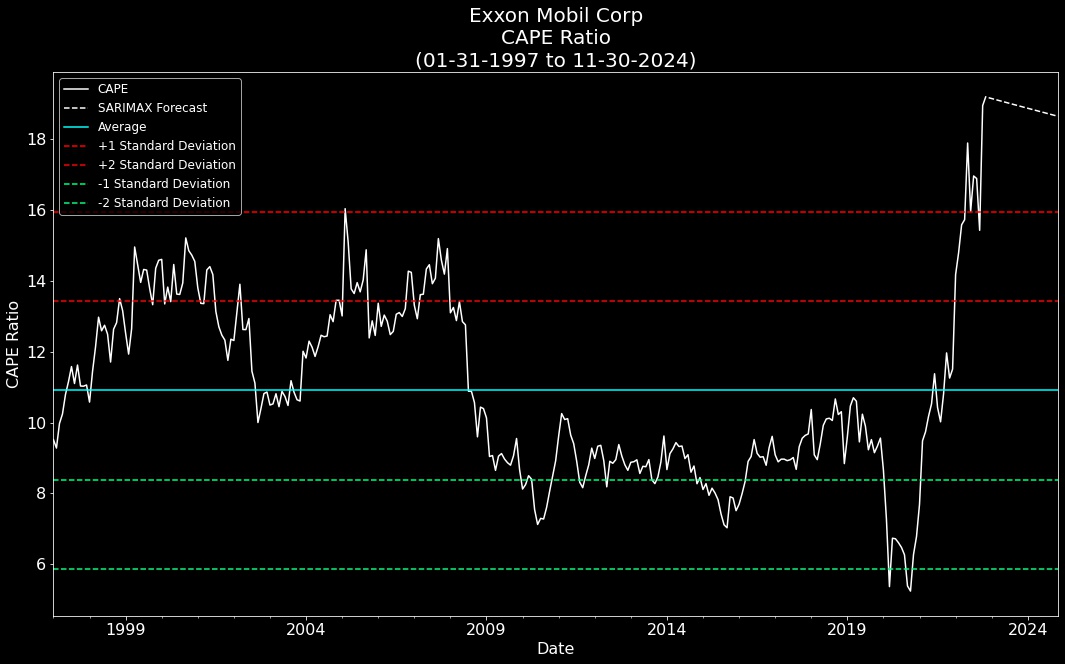 Exxon Mobil Corp
CAPE Ratio
(01-31-1997 to 11-30-2024)
CAPE
SARIMAX Forecast
Average
+1 Standard Deviation
+2 Standard Deviation
-1 Standard Deviation
-2 Standard Deviation
CAPE Ratio
18
16
14
12
10
8
6
1999 2004 2009 2014 2019 2024
Date